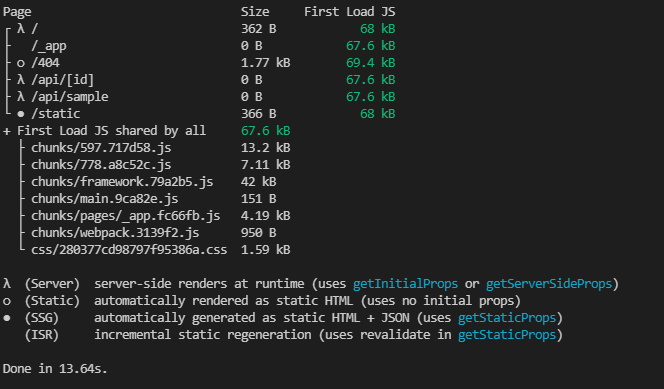 Page                              Size     First Load JS
┌ λ /                             362 B            68 kB
├   /_app                         0 B            67.6 kB
├ ○ /404                          1.77 kB        69.4 kB
├ λ /api/[id]                     0 B            67.6 kB
├ λ /api/sample                   0 B            67.6 kB
└ ● /static                       366 B            68 kB
+ First Load JS shared by all     67.6 kB
  ├ chunks/597.717d58.js          13.2 kB
  ├ chunks/778.a8c52c.js          7.11 kB
  ├ chunks/framework.79a2b5.js    42 kB
  ├ chunks/main.9ca82e.js         151 B
  ├ chunks/pages/_app.fc66fb.js   4.19 kB
  ├ chunks/webpack.3139f2.js      950 B
  └ css/280377cd98797f95386a.css  1.59 kB
λ  (Server)  server-side renders at runtime (uses getInitialProps or getServerSideProps)
○  (Static)  automatically rendered as static HTML (uses no initial props)
●  (SSG)     automatically generated as static HTML + JSON (uses getStaticProps)
   (ISR)     incremental static regeneration (uses revalidate in getStaticProps)
Done in 13.64s.